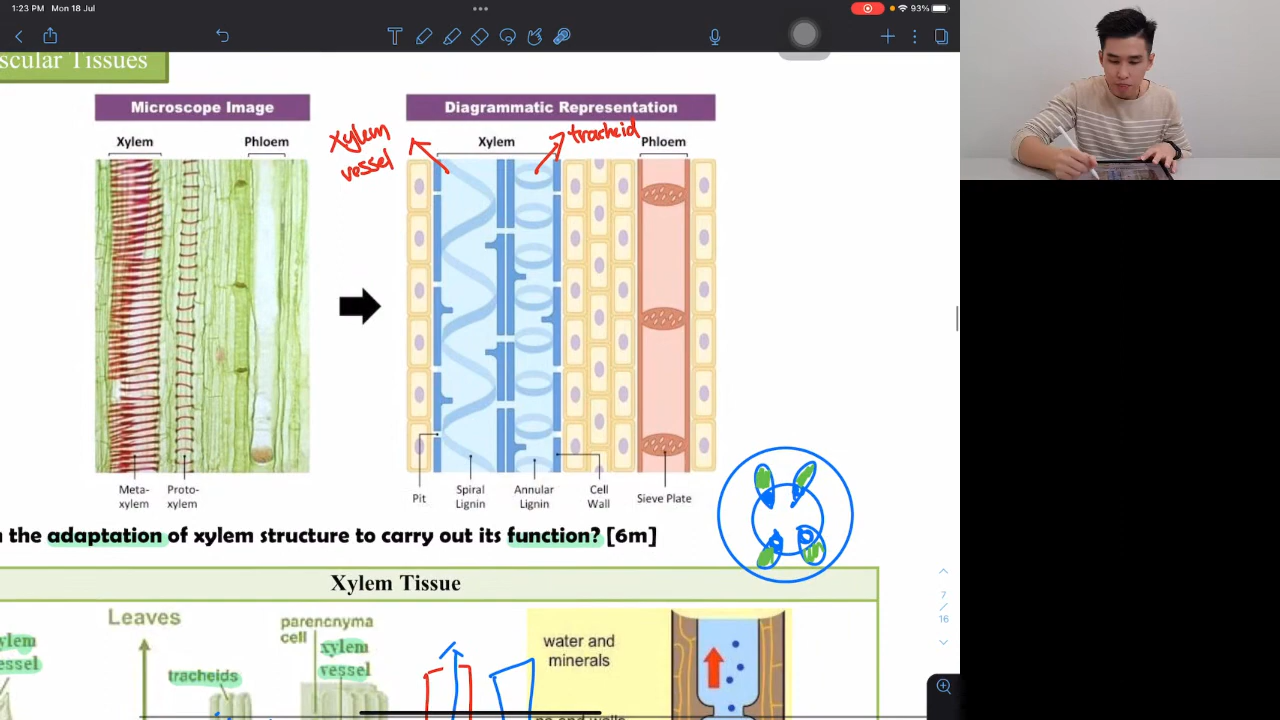 1:23 PM Mon 18 Jul
93%
scular Tissues
Microscope Image
Diagrammatic Representation
Xylem
Phloem
Xylem
vessel
Xylem
tracheid
Phloem
Meta-
xylem
Proto-
xylem
Pit
Spiral
Lignin
Annular
Lignin
Cell
Wall
Sieve Plate
the adaptation of xylem structure to carry out its function? [6m]
Xylem Tissue
Leaves
parencnyma
cell
xylem
vessel
tracheids
water and
minerals
7
/
16